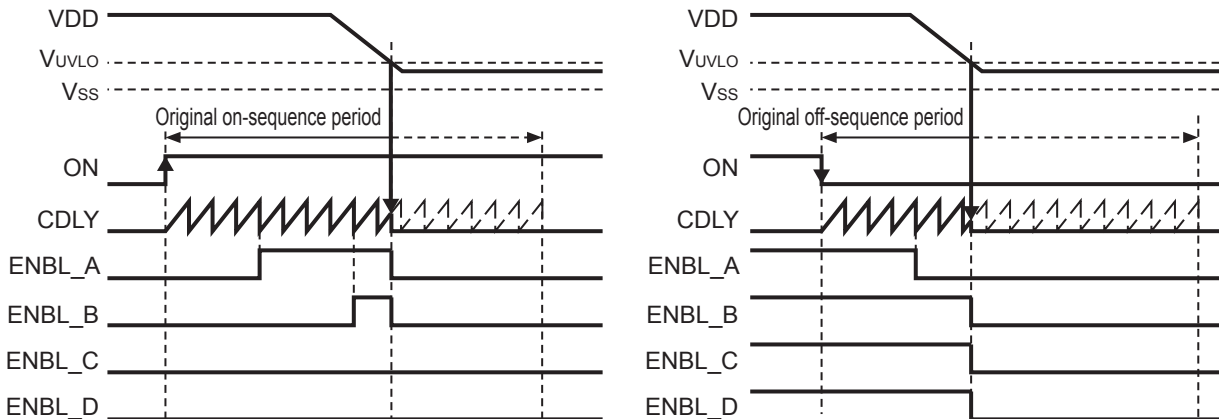 VDD
VUVLO
VSS
Original on-sequence period
ON
CDLY
ENBL_A
ENBL_B
ENBL_C
ENBL_D
VDD
VUVLO
VSS
Original off-sequence period
ON
CDLY
ENBL_A
ENBL_B
ENBL_C
ENBL_D